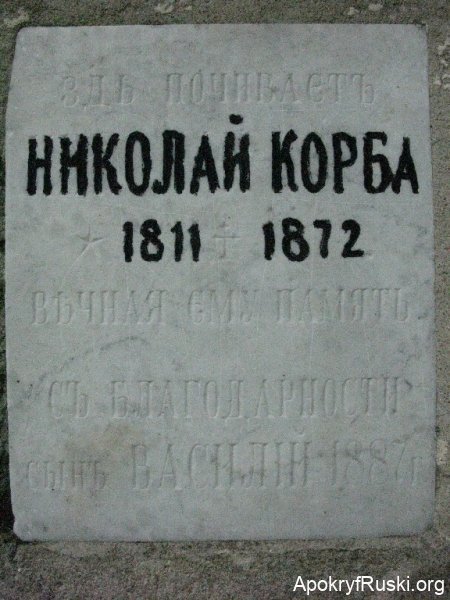 ЗДѢ ПОЧИВАЕТЪ
НИКОЛАЙ КОРБА
* 1811 † 1872
ВѢЧНАЯ ЕМУ ПАМЯТЬ
СЪ БЛАГОДАРНОСТИ
СЫНЪ ВАСИЛІЙ 1887
ApokryfRuski.org